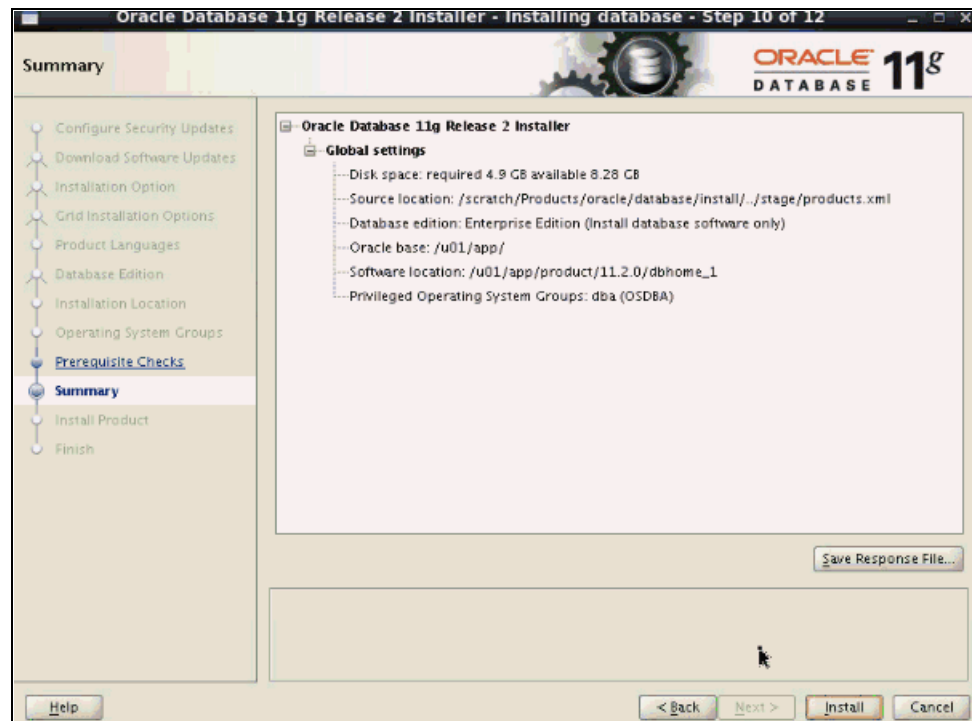 Oracle Database 11g Release 2 Installer - Installing database - Step 10 of 12
Summary
ORACLE
DATABASE
11g
Configure Security Updates
Download Software Updates
Installation Option
Grid Installation Options
Product Languages
Database Edition
Installation Location
Operating System Groups
Prerequisite Checks
Summary
Install Product
Finish
Oracle Database 11g Release 2 Installer
Global settings
Disk space: required 4.9 GB available 8.28 GB
Source location: /scratch/Products/oracle/database/install/../stage/products.xml
Database edition: Enterprise Edition (Install database software only)
Oracle base: /u01/app/
Software location: /u01/app/product/11.2.0/dbhome_1
Privileged Operating System Groups: dba (OSDBA)
Save Response File...
Help
< Back
Next >
Install
Cancel